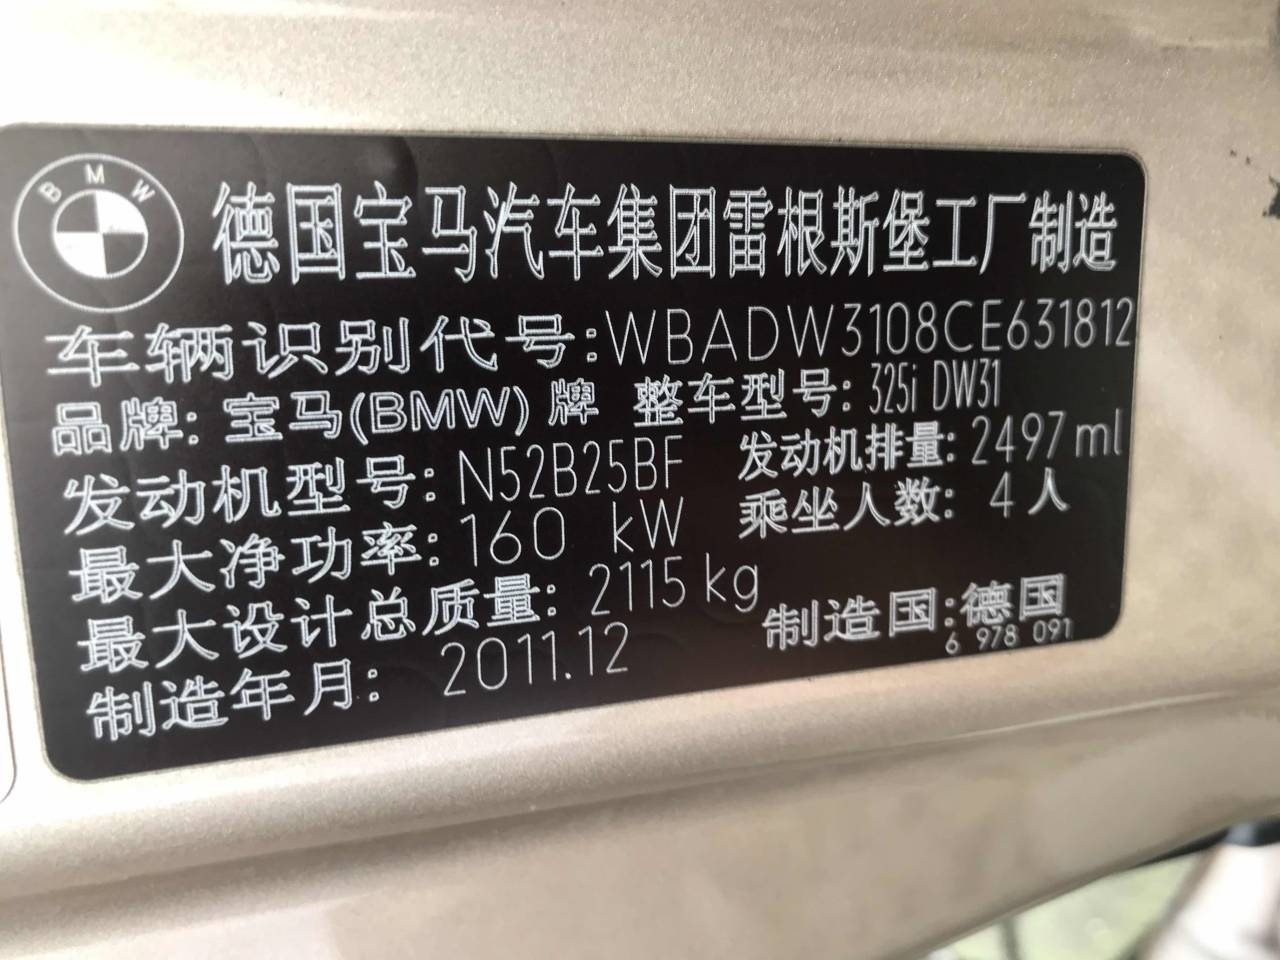 BMW
德国宝马汽车集团雷根斯堡工厂制造
车辆识别代号:WBADW3108CE631812
品牌: 宝马(BMW) 牌 整车型号: 325i DW31
发动机型号: N52B25BF 发动机排量: 2497 ml
最大净功率: 160 kW 乘坐人数: 4 人
最大设计总质量: 2115 kg
制造年月: 2011.12 制造国:德国
6 978 091